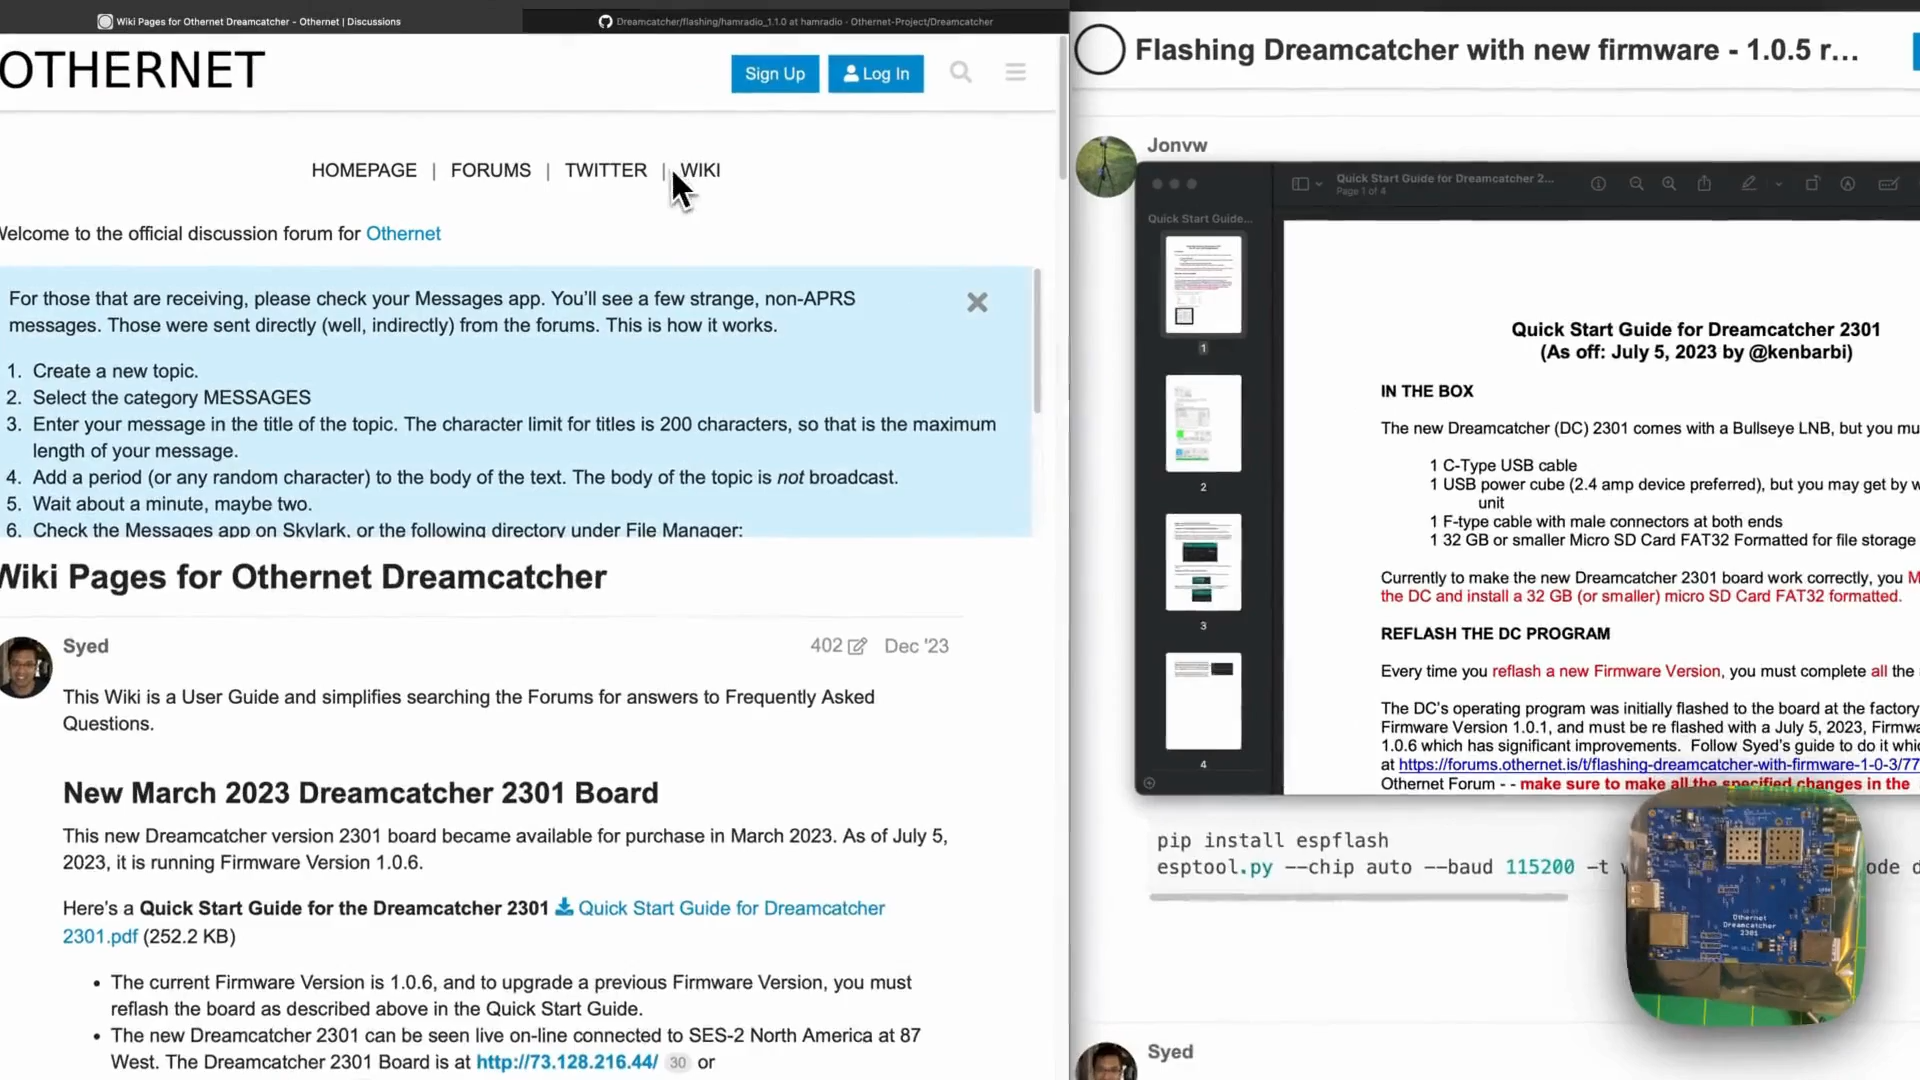 Wiki Pages for Othernet Dreamcatcher - Othernet | Discussions
Dreamcatcher/flashing/hamradio_1.1.0 at hamradio · Othernet-Project/Dreamcatcher
OTHERNET
Sign Up
Log In
HOMEPAGE | FORUMS | TWITTER | WIKI
Welcome to the official discussion forum for Othernet
For those that are receiving, please check your Messages app. You'll see a few strange, non-APRS
messages. Those were sent directly (well, indirectly) from the forums. This is how it works.
1. Create a new topic.
2. Select the category MESSAGES
3. Enter your message in the title of the topic. The character limit for titles is 200 characters, so that is the maximum
length of your message.
4. Add a period (or any random character) to the body of the text. The body of the topic is not broadcast.
5. Wait about a minute, maybe two.
6. Check the Messages app on Skylark, or the following directory under File Manager:
Wiki Pages for Othernet Dreamcatcher
Syed
402
Dec '23
This Wiki is a User Guide and simplifies searching the Forums for answers to Frequently Asked
Questions.
New March 2023 Dreamcatcher 2301 Board
This new Dreamcatcher version 2301 board became available for purchase in March 2023. As of July 5,
2023, it is running Firmware Version 1.0.6.
Here's a Quick Start Guide for the Dreamcatcher 2301 Quick Start Guide for Dreamcatcher
2301.pdf (252.2 KB)
• The current Firmware Version is 1.0.6, and to upgrade a previous Firmware Version, you must
reflash the board as described above in the Quick Start Guide.
• The new Dreamcatcher 2301 can be seen live on-line connected to SES-2 North America at 87
West. The Dreamcatcher 2301 Board is at http://73.128.216.44/ 30 or
Flashing Dreamcatcher with new firmware - 1.0.5 r...
Jonvw
Quick Start Guide for Dreamcatcher 2...
Page 1 of 4
Quick Start Guide...
1
2
3
4
Quick Start Guide for Dreamcatcher 2301
(As off: July 5, 2023 by @kenbarbi)
IN THE BOX
The new Dreamcatcher (DC) 2301 comes with a Bullseye LNB, but you mu
1 C-Type USB cable
1 USB power cube (2.4 amp device preferred), but you may get by w
unit
1 F-type cable with male connectors at both ends
1 32 GB or smaller Micro SD Card FAT32 Formatted for file storage
Currently to make the new Dreamcatcher 2301 board work correctly, you M
the DC and install a 32 GB (or smaller) micro SD Card FAT32 formatted.
REFLASH THE DC PROGRAM
Every time you reflash a new Firmware Version, you must complete all the
The DC's operating program was initially flashed to the board at the factory
Firmware Version 1.0.1, and must be re flashed with a July 5, 2023, Firmw
1.0.6 which has significant improvements. Follow Syed's guide to do it whic
at https://forums.othernet.is/t/flashing-dreamcatcher-with-firmware-1-0-3/77
Othernet Forum - - make sure to make all the specified changes in the
pip install espflash
esptool.py --chip auto --baud 115200 -t ode d
Othernet
Dreamcatcher
2301
Syed